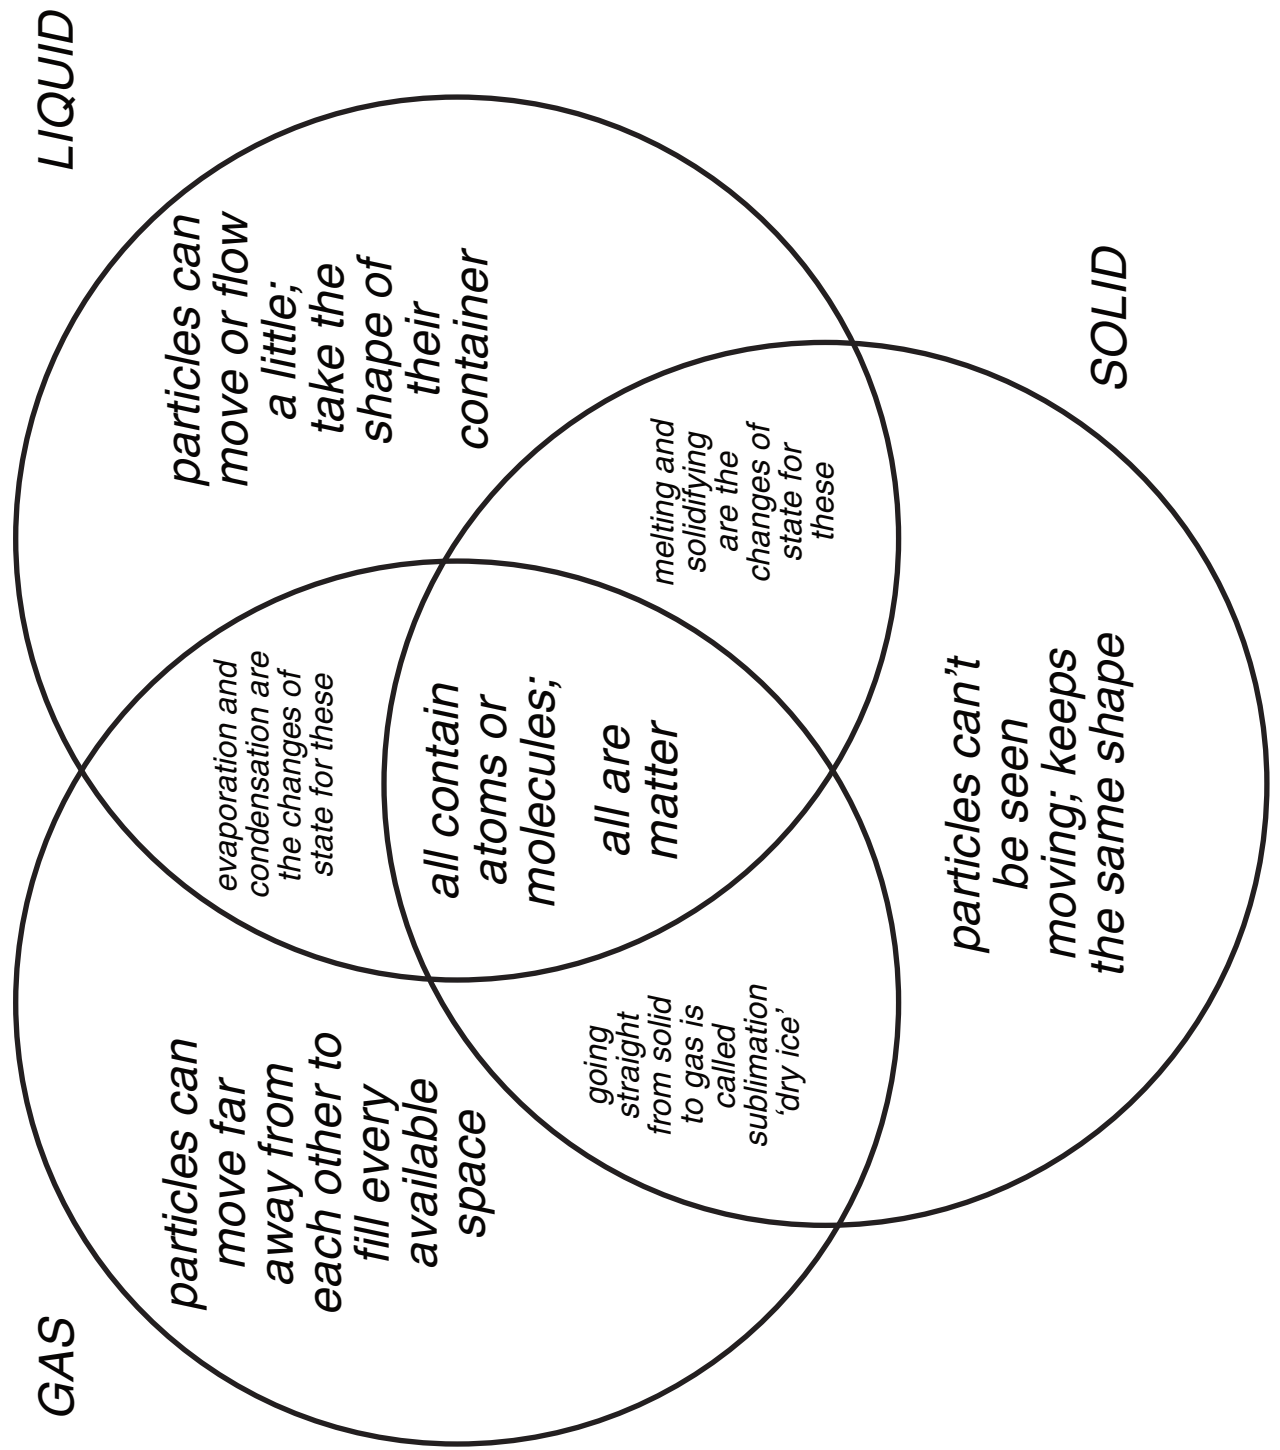 GAS
LIQUID
particles can
move far
away from
each other to
fill every
available
space
evaporation and
condensation are
the changes of
state for these
particles can
move or flow
a little;
take the
shape of
their
container
all contain
atoms or
molecules;
all are
matter
going
straight
from solid
to gas is
called
sublimation
‘dry ice’
melting and
solidifying
are the
changes of
state for
these
particles can’t
be seen
moving; keeps
the same shape
SOLID